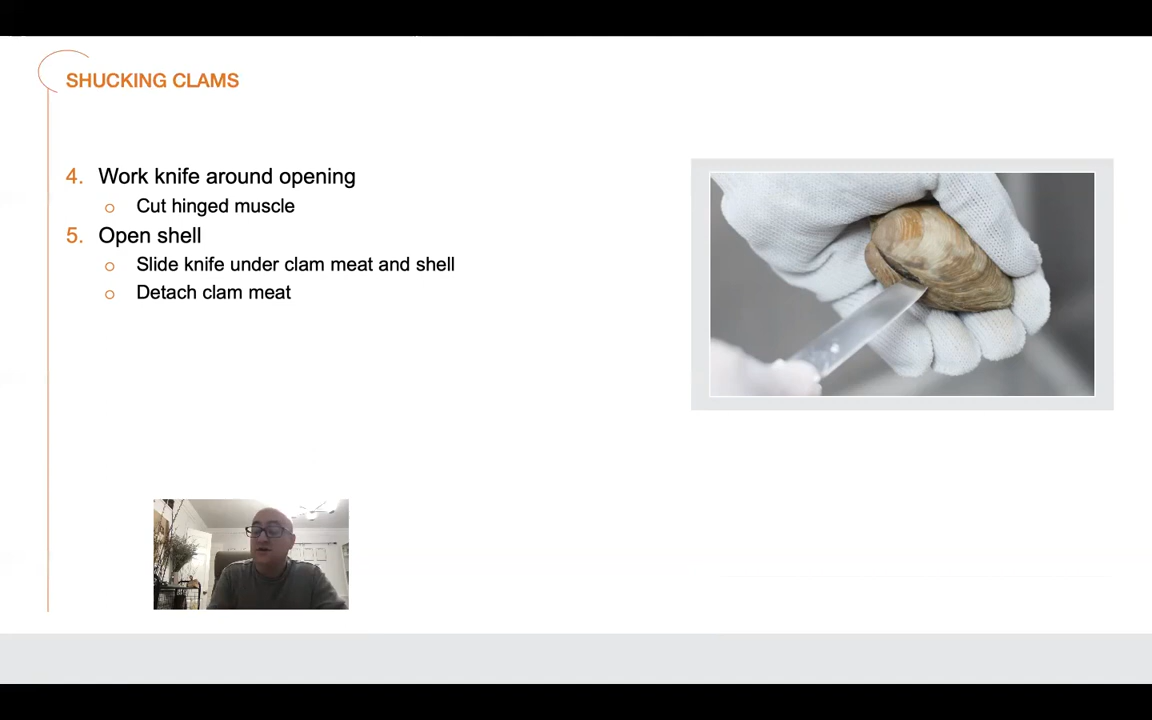 SHUCKING CLAMS
4. Work knife around opening
o Cut hinged muscle
5. Open shell
o Slide knife under clam meat and shell
o Detach clam meat